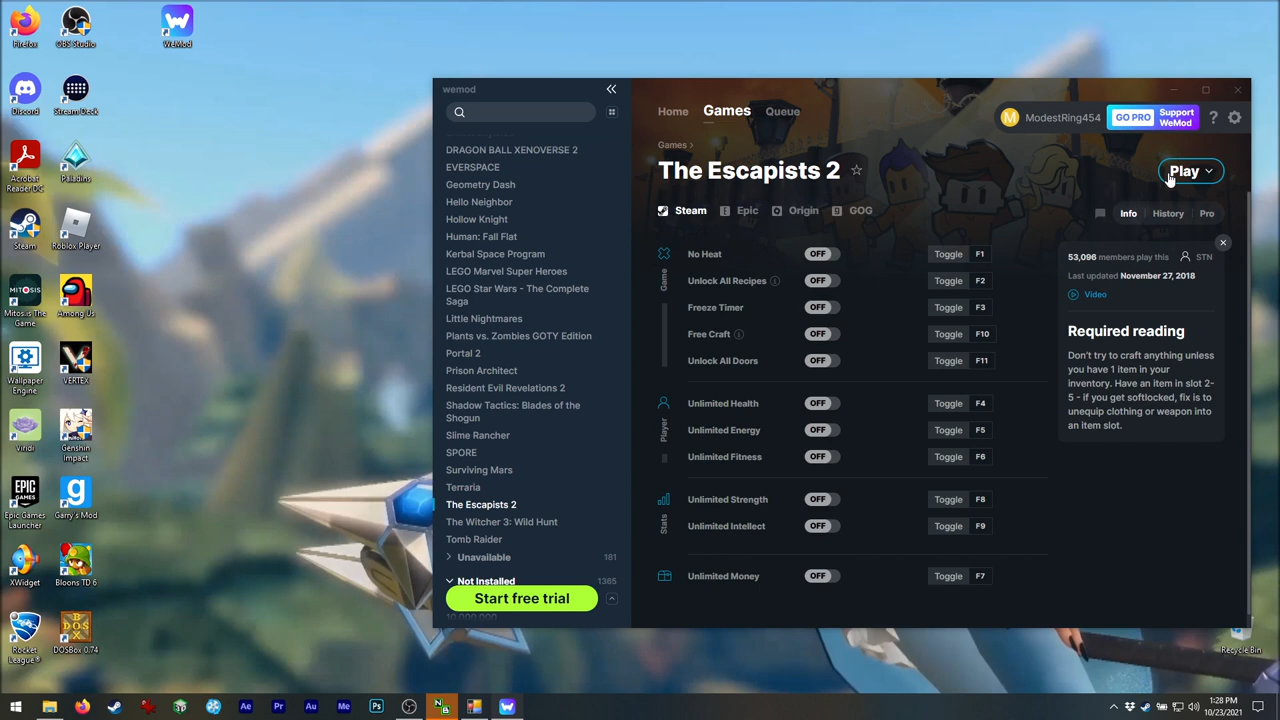 Firefox
OBS Studio
WeMod
Discord
Stream Deck
Acrobat
Reader DC
Paladins
Steam
Roblox Player
MITOSIS
Mitos.is The
Game
Among Us
Wallpaper
Engine
VERTEX
Viridi
Genshin
Impact
EPIC
GAMES
Epic Games
Launcher
Garry's Mod
XWidget
Bloons TD 6
Rocket
League®
DOSBox 0.74
wemod
DRAGON BALL XENOVERSE 2
EVERSPACE
Geometry Dash
Hello Neighbor
Hollow Knight
Human: Fall Flat
Kerbal Space Program
LEGO Marvel Super Heroes
LEGO Star Wars - The Complete
Saga
Little Nightmares
Plants vs. Zombies GOTY Edition
Portal 2
Prison Architect
Resident Evil Revelations 2
Shadow Tactics: Blades of the
Shogun
Slime Rancher
SPORE
Surviving Mars
Terraria
The Escapists 2
The Witcher 3: Wild Hunt
Tomb Raider
Unavailable 181
Not Installed 1365
Start free trial
10,000,000
Home Games Queue
ModestRing454
GO PRO Support
WeMod
?
Games >
The Escapists 2
Play
Steam Epic Origin GOG
Info History Pro
Game
No Heat OFF Toggle F1
Unlock All Recipes OFF Toggle F2
Freeze Timer OFF Toggle F3
Free Craft OFF Toggle F10
Unlock All Doors OFF Toggle F11
Player
Unlimited Health OFF Toggle F4
Unlimited Energy OFF Toggle F5
Unlimited Fitness OFF Toggle F6
Stats
Unlimited Strength OFF Toggle F8
Unlimited Intellect OFF Toggle F9
Unlimited Money OFF Toggle F7
53,096 members play this STN
Last updated November 27, 2018
Video
Required reading
Don't try to craft anything unless
you have 1 item in your
inventory. Have an item in slot 2-
5 - if you get softlocked, fix is to
unequip clothing or weapon into
an item slot.
Recycle Bin
Ae
Pr
Au
Me
Ps
1:28 PM
10/23/2021